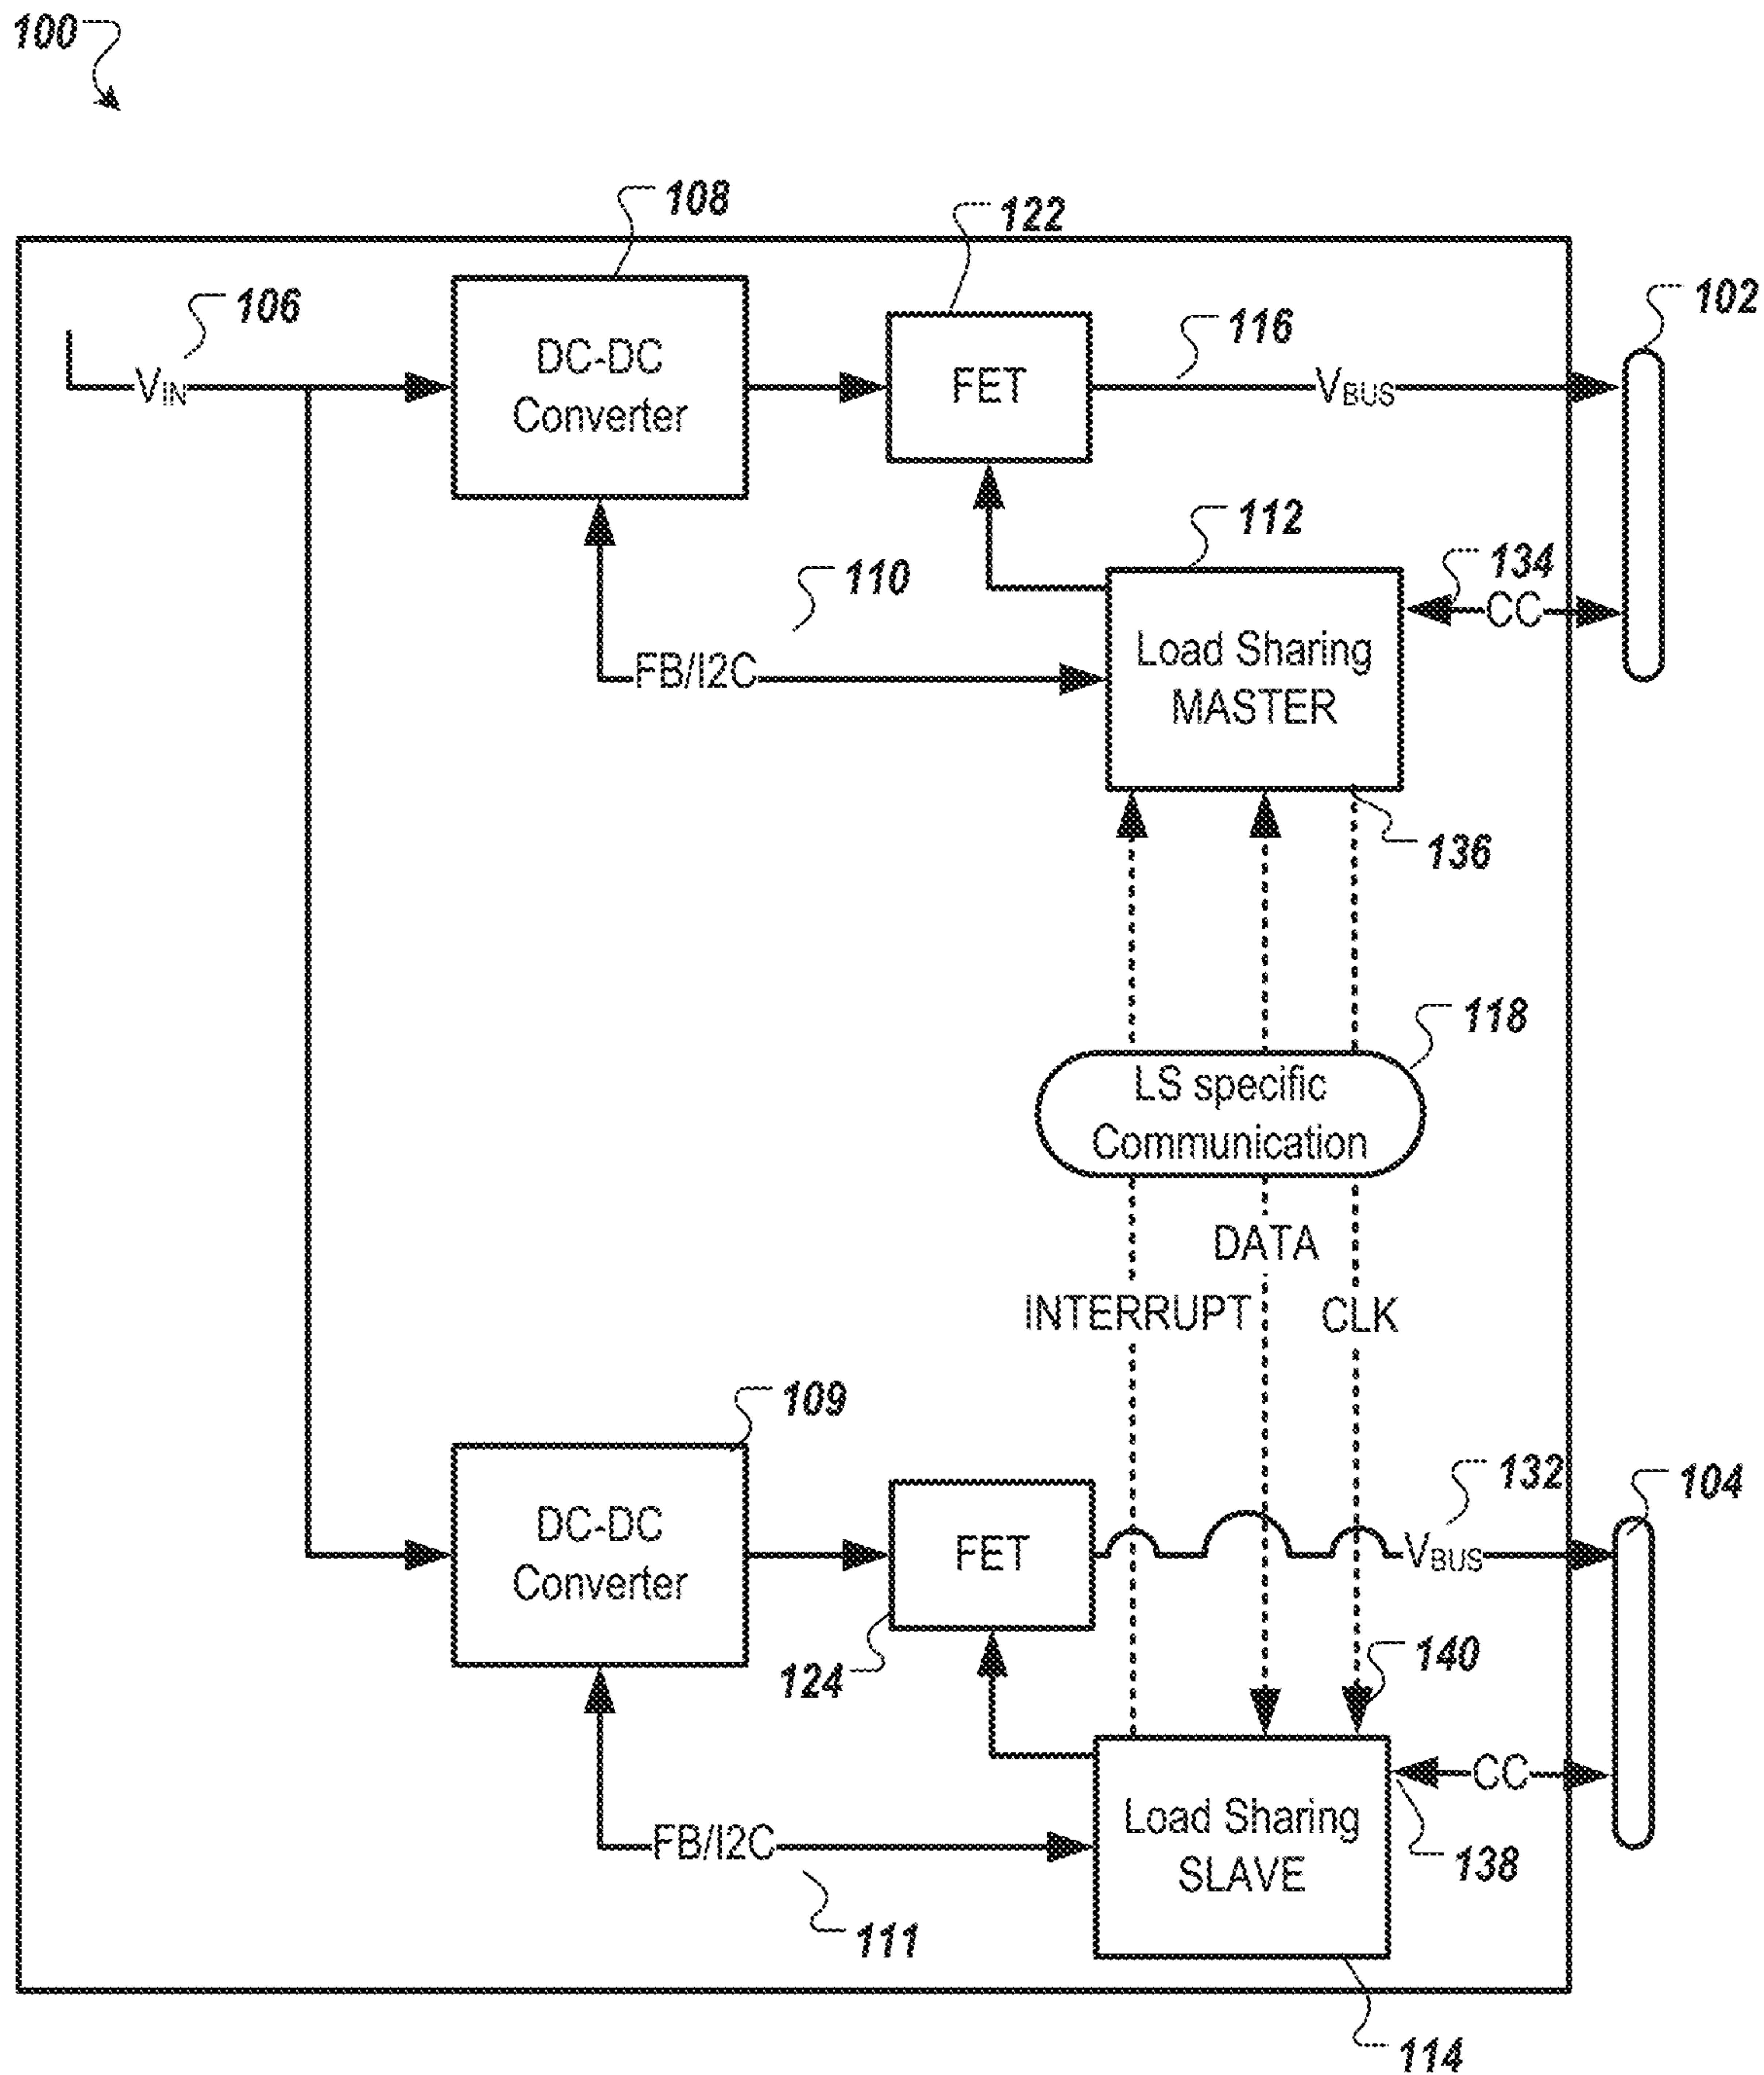 100
108
122
102
106
116
DC-DC
Converter
FET
VIN
VBUS
112
134
110
CC
Load Sharing
MASTER
FB/I2C
136
118
LS specific
Communication
DATA
INTERRUPT
CLK
109
132
104
DC-DC
Converter
FET
VBUS
124
140
CC
Load Sharing
SLAVE
FB/I2C
138
111
114